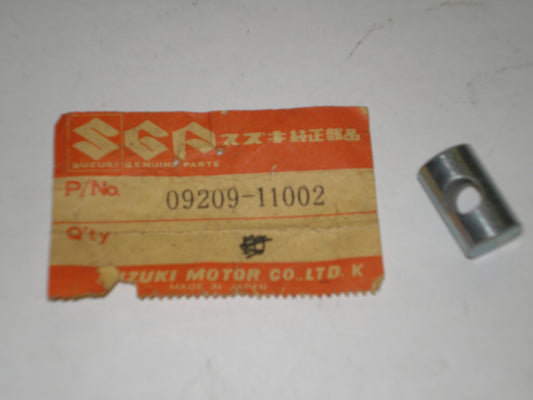 SGP スズキ純正部品
SUZUKI GENUINE PARTS
P/No. 09209-11002
Q'ty
SUZUKI MOTOR CO.,LTD. K
MADE IN JAPAN